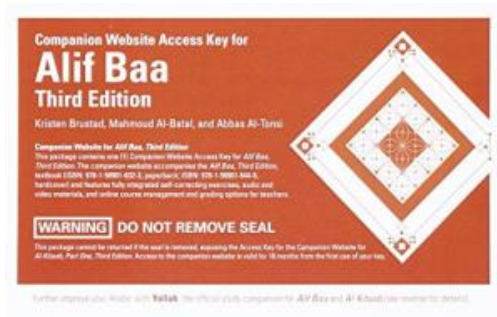 Companion Website Access Key for
Alif Baa
Third Edition
Kristen Brustad, Mahmoud Al-Batal, and Abbas Al-Tonsi
Companion Website for Alif Baa, Third Edition
This package contains one (1) Companion Website Access Key for Alif Baa,
Third Edition. The companion website accompanies the Alif Baa, Third Edition,
textbook (ISBN: 978-1-58901-632-3, paperback; ISBN: 978-1-58901-944-5,
hardcover) and features fully integrated self-correcting exercises, audio and
video materials, and online course management and grading options for teachers.
WARNING DO NOT REMOVE SEAL
This package cannot be returned if the seal is removed, exposing the Access Key for the Companion Website for
Al-Kitaab, Part One, Third Edition. Access to the companion website is valid for 18 months from the first use of your key.
Further improve your Arabic with Yallah, the official study companion for Alif Baa and Al-Kitaab (see reverse for details).